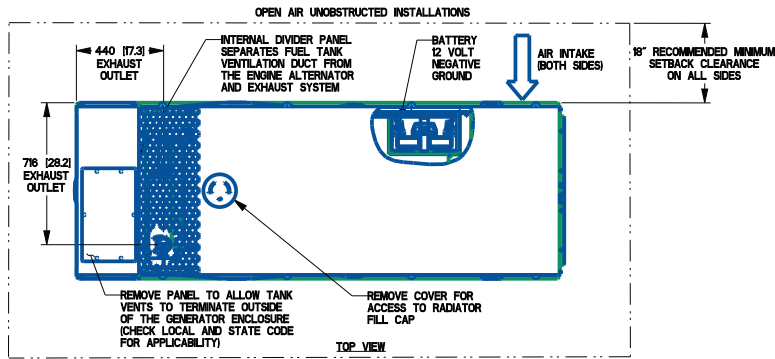 OPEN AIR UNOBSTRUCTED INSTALLATIONS
440 [17.3]
EXHAUST
OUTLET
INTERNAL DIVIDER PANEL
SEPARATES FUEL TANK
VENTILATION DUCT FROM
THE ENGINE ALTERNATOR
AND EXHAUST SYSTEM
BATTERY
12 VOLT
NEGATIVE
GROUND
AIR INTAKE
(BOTH SIDES)
18" RECOMMENDED MINIMUM
SETBACK CLEARANCE
ON ALL SIDES
716 [28.2]
EXHAUST
OUTLET
REMOVE PANEL TO ALLOW TANK
VENTS TO TERMINATE OUTSIDE
OF THE GENERATOR ENCLOSURE
(CHECK LOCAL AND STATE CODE
FOR APPLICABILITY)
REMOVE COVER FOR
ACCESS TO RADIATOR
FILL CAP
TOP VIEW